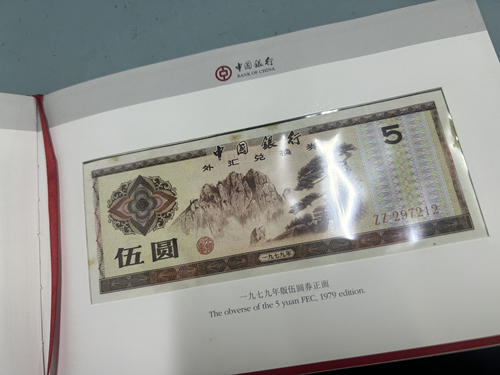 中国银行
BANK OF CHINA
中国银行
外汇兑换券
5
ZZ 297212
伍圆
一九七九年
一九七九年版伍圆券正面
The obverse of the 5 yuan FEC, 1979 edition.